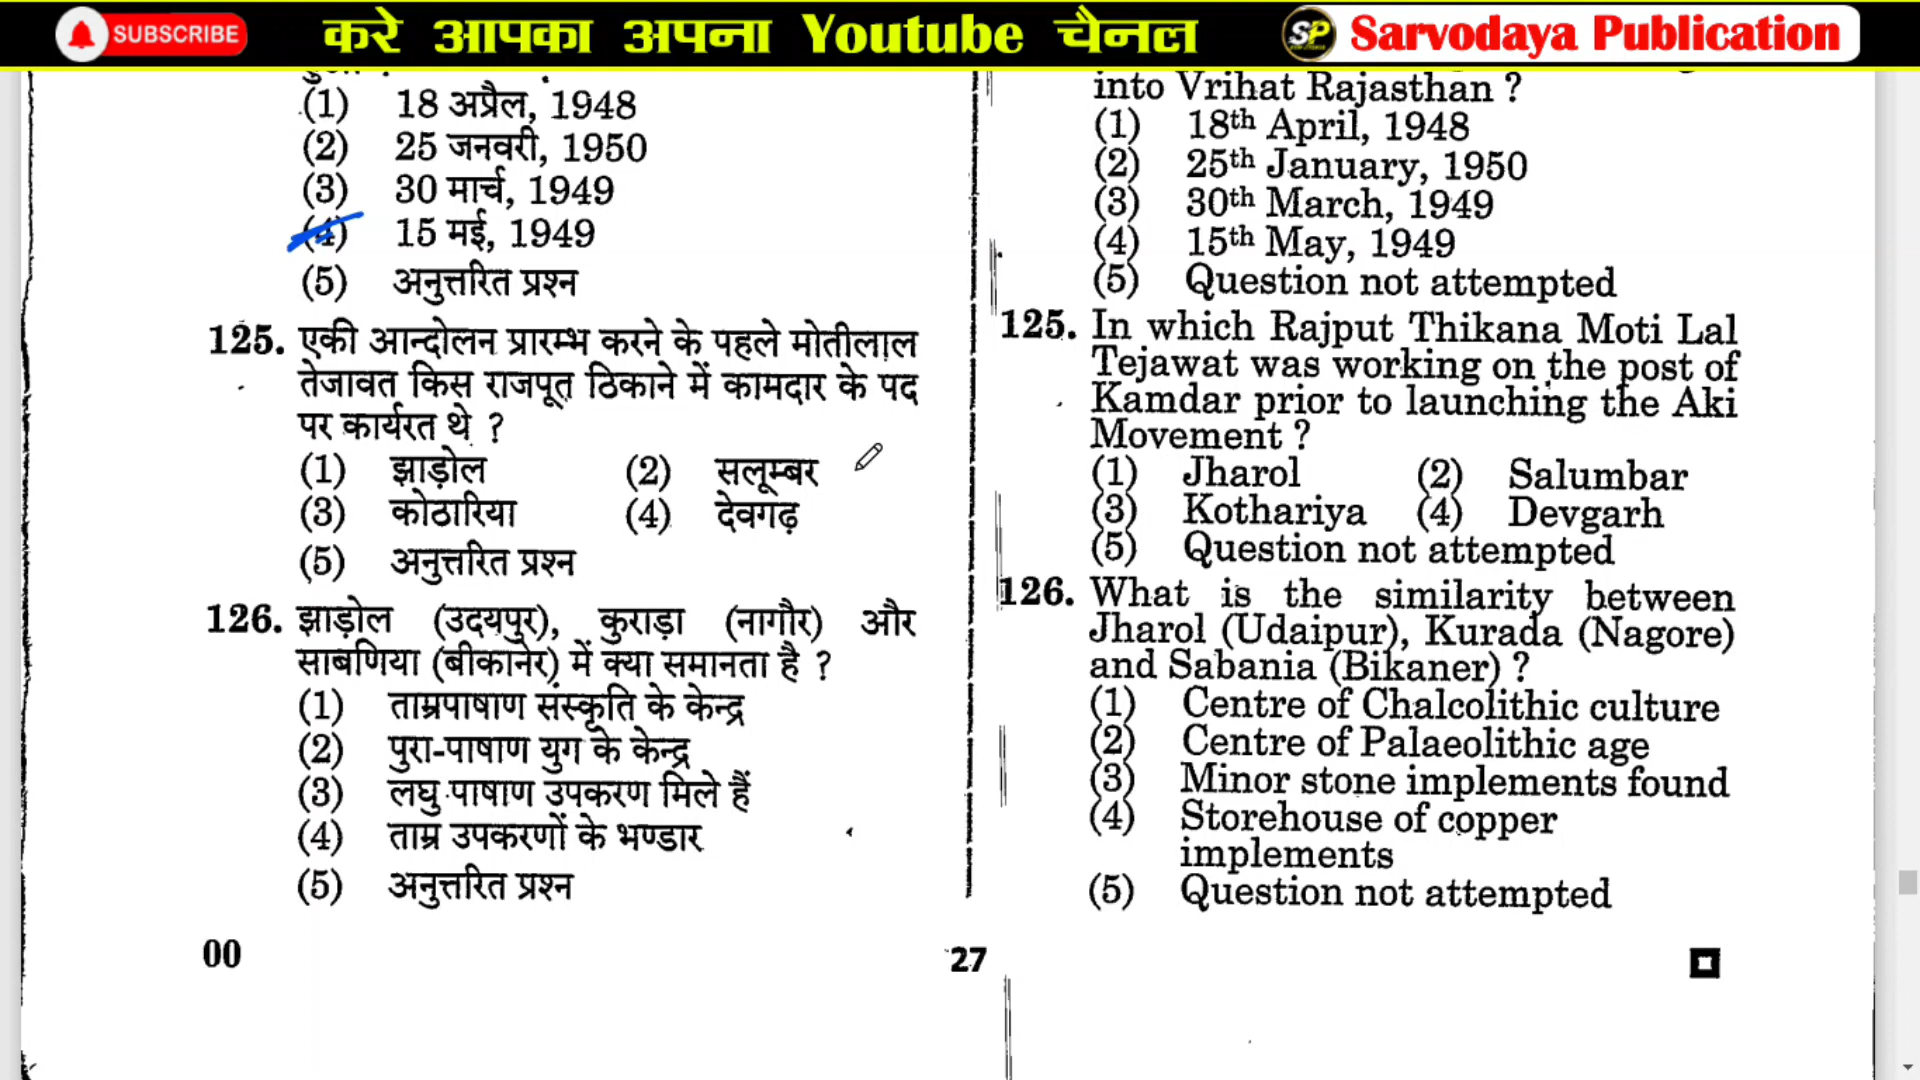 SUBSCRIBE करे आपका अपना Youtube चैनल SP Sarvodaya Publication
(1) 18 अप्रैल, 1948
(2) 25 जनवरी, 1950
(3) 30 मार्च, 1949
(4) 15 मई, 1949
(5) अनुत्तरित प्रश्न
125. एकी आन्दोलन प्रारम्भ करने के पहले मोतीलाल
तेजावत किस राजपूत ठिकाने में कामदार के पद
पर कार्यरत थे ?
(1) झाड़ोल (2) सलूम्बर
(3) कोठारिया (4) देवगढ़
(5) अनुत्तरित प्रश्न
126. झाड़ोल (उदयपुर), कुराड़ा (नागौर) और
साबणिया (बीकानेर) में क्या समानता है ?
(1) ताम्रपाषाण संस्कृति के केन्द्र
(2) पुरा-पाषाण युग के केन्द्र
(3) लघु पाषाण उपकरण मिले हैं
(4) ताम्र उपकरणों के भण्डार
(5) अनुत्तरित प्रश्न
into Vrihat Rajasthan ?
(1) 18th April, 1948
(2) 25th January, 1950
(3) 30th March, 1949
(4) 15th May, 1949
(5) Question not attempted
125. In which Rajput Thikana Moti Lal
Tejawat was working on the post of
Kamdar prior to launching the Aki
Movement ?
(1) Jharol (2) Salumbar
(3) Kothariya (4) Devgarh
(5) Question not attempted
126. What is the similarity between
Jharol (Udaipur), Kurada (Nagore)
and Sabania (Bikaner) ?
(1) Centre of Chalcolithic culture
(2) Centre of Palaeolithic age
(3) Minor stone implements found
(4) Storehouse of copper
implements
(5) Question not attempted
00 27